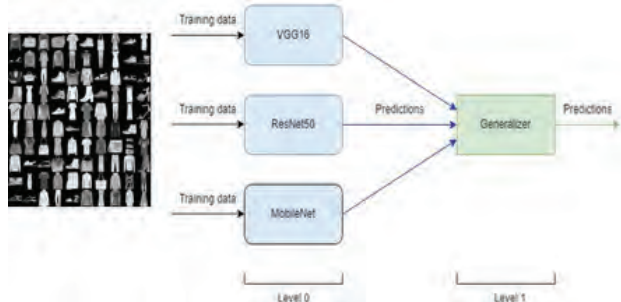 Training data
VGG16
Training data
ResNet50
Predictions
Generalizer
Predictions
Training data
MobileNet
Level 0
Level 1